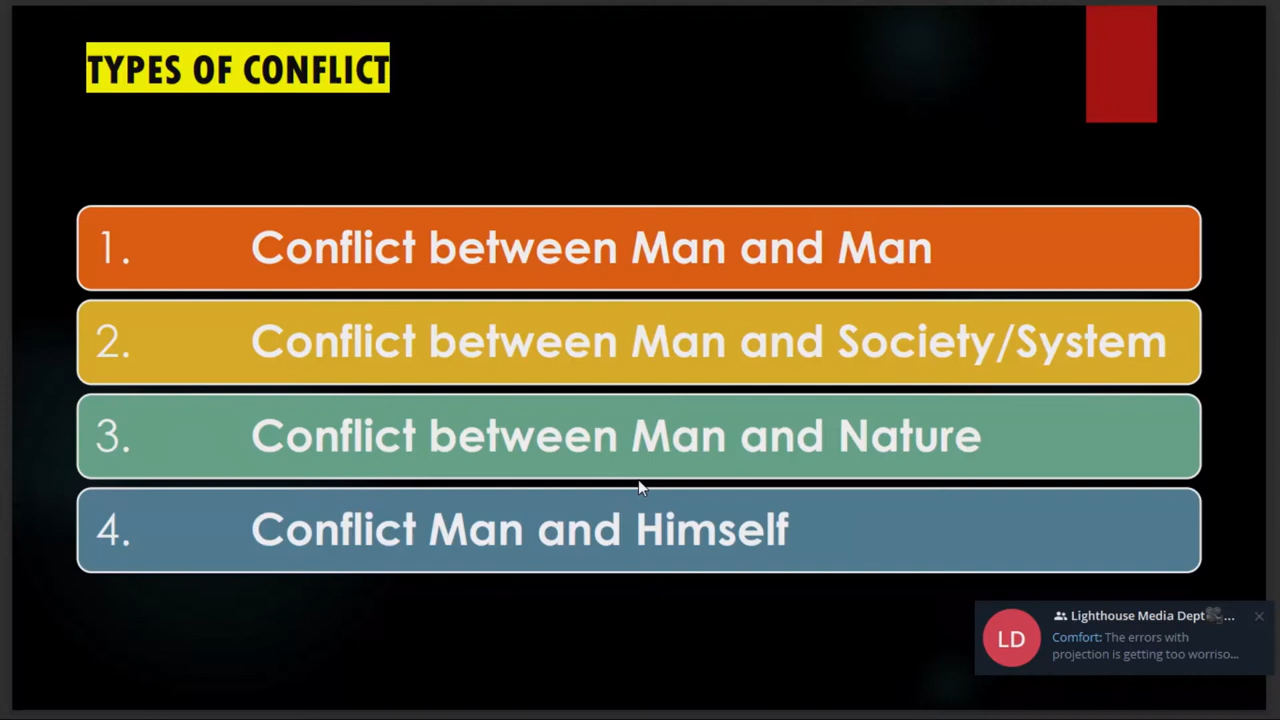 TYPES OF CONFLICT
1. Conflict between Man and Man
2. Conflict between Man and Society/System
3. Conflict between Man and Nature
4. Conflict Man and Himself
Lighthouse Media Dept ...
LD
Comfort: The errors with
projection is getting too worriso...